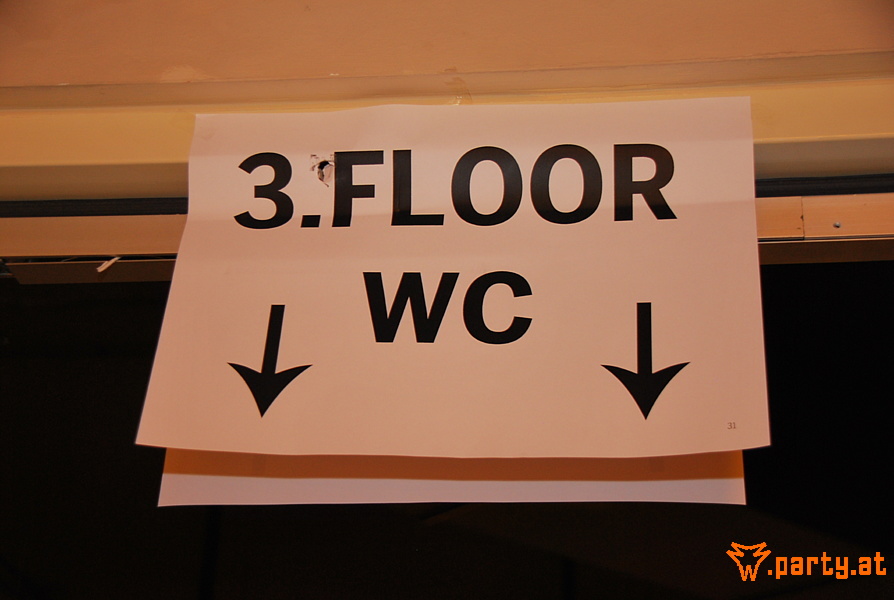 3.FLOOR
WC
31
.party.at